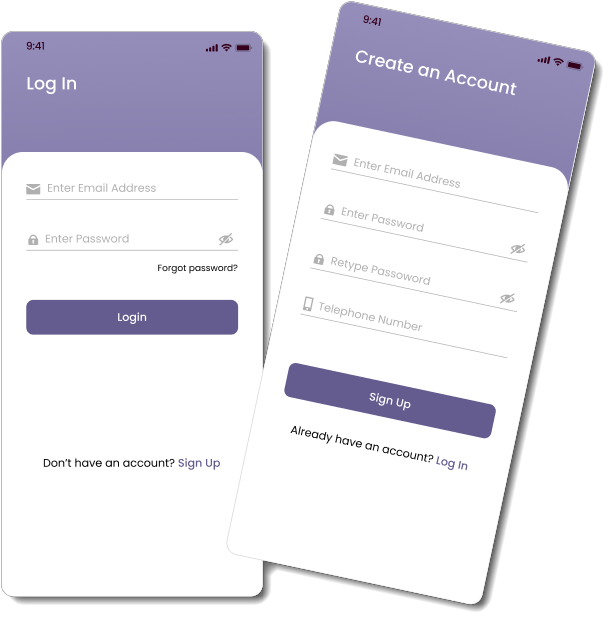 9:41
Log In
Enter Email Address
Enter Password
Forgot password?
Login
Don't have an account? Sign Up
9:41
Create an Account
Enter Email Address
Enter Password
Retype Passoword
Telephone Number
Sign Up
Already have an account? Log In